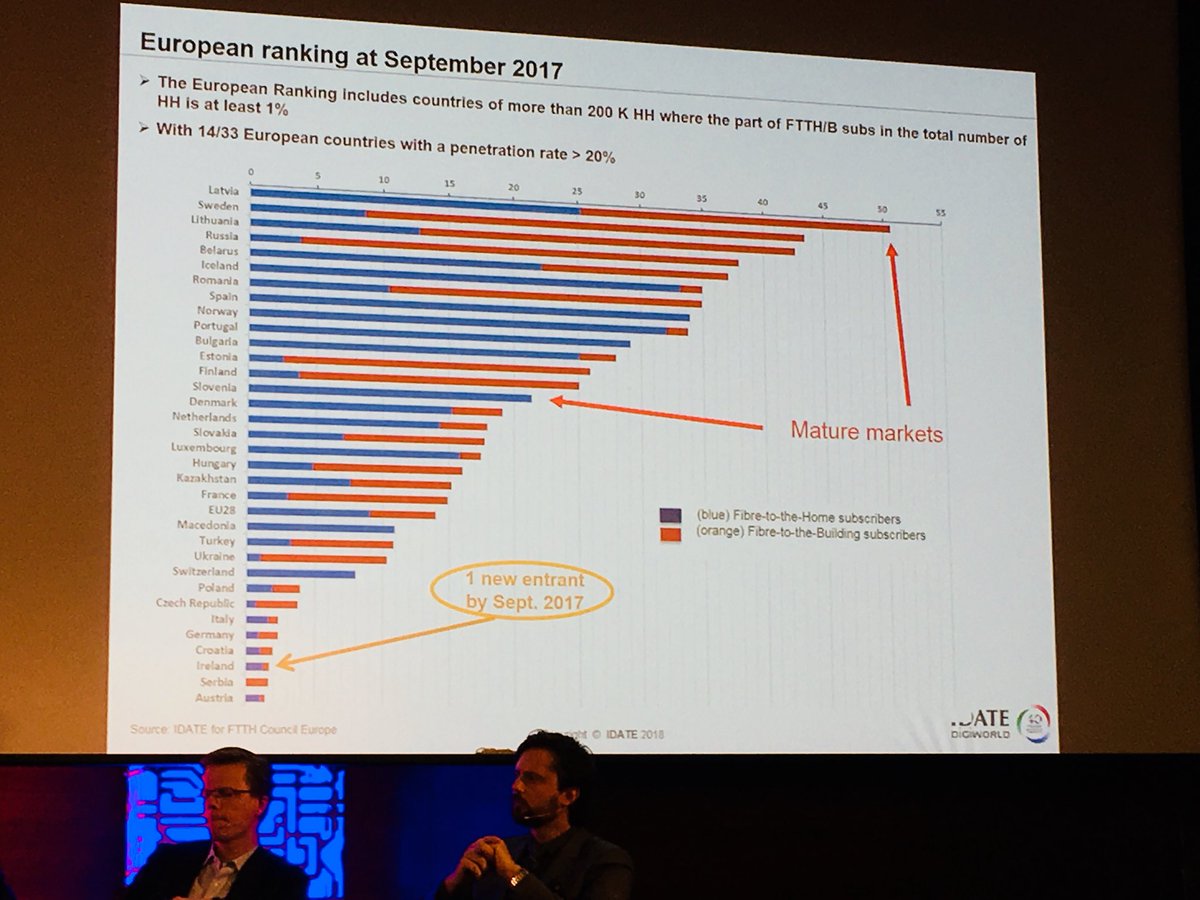 European ranking at September 2017
➢ The European Ranking includes countries of more than 200 K HH where the part of FTTH/B subs in the total number of
HH is at least 1%
➢ With 14/33 European countries with a penetration rate > 20%
0 5 10 15 20 25 30 35 40 45 50 55
Latvia
Sweden
Lithuania
Russia
Belarus
Iceland
Romania
Spain
Norway
Portugal
Bulgaria
Estonia
Finland
Slovenia
Denmark
Netherlands
Slovakia
Luxembourg
Hungary
Kazakhstan
France
EU28
Macedonia
Turkey
Ukraine
Switzerland
Poland
Czech Republic
Italy
Germany
Croatia
Ireland
Serbia
Austria
Mature markets
(blue) Fibre-to-the-Home subscribers
(orange) Fibre-to-the-Building subscribers
1 new entrant
by Sept. 2017
Source: IDATE for FTTH Council Europe
© IDATE 2018
DATE
DIGIWORLD
40